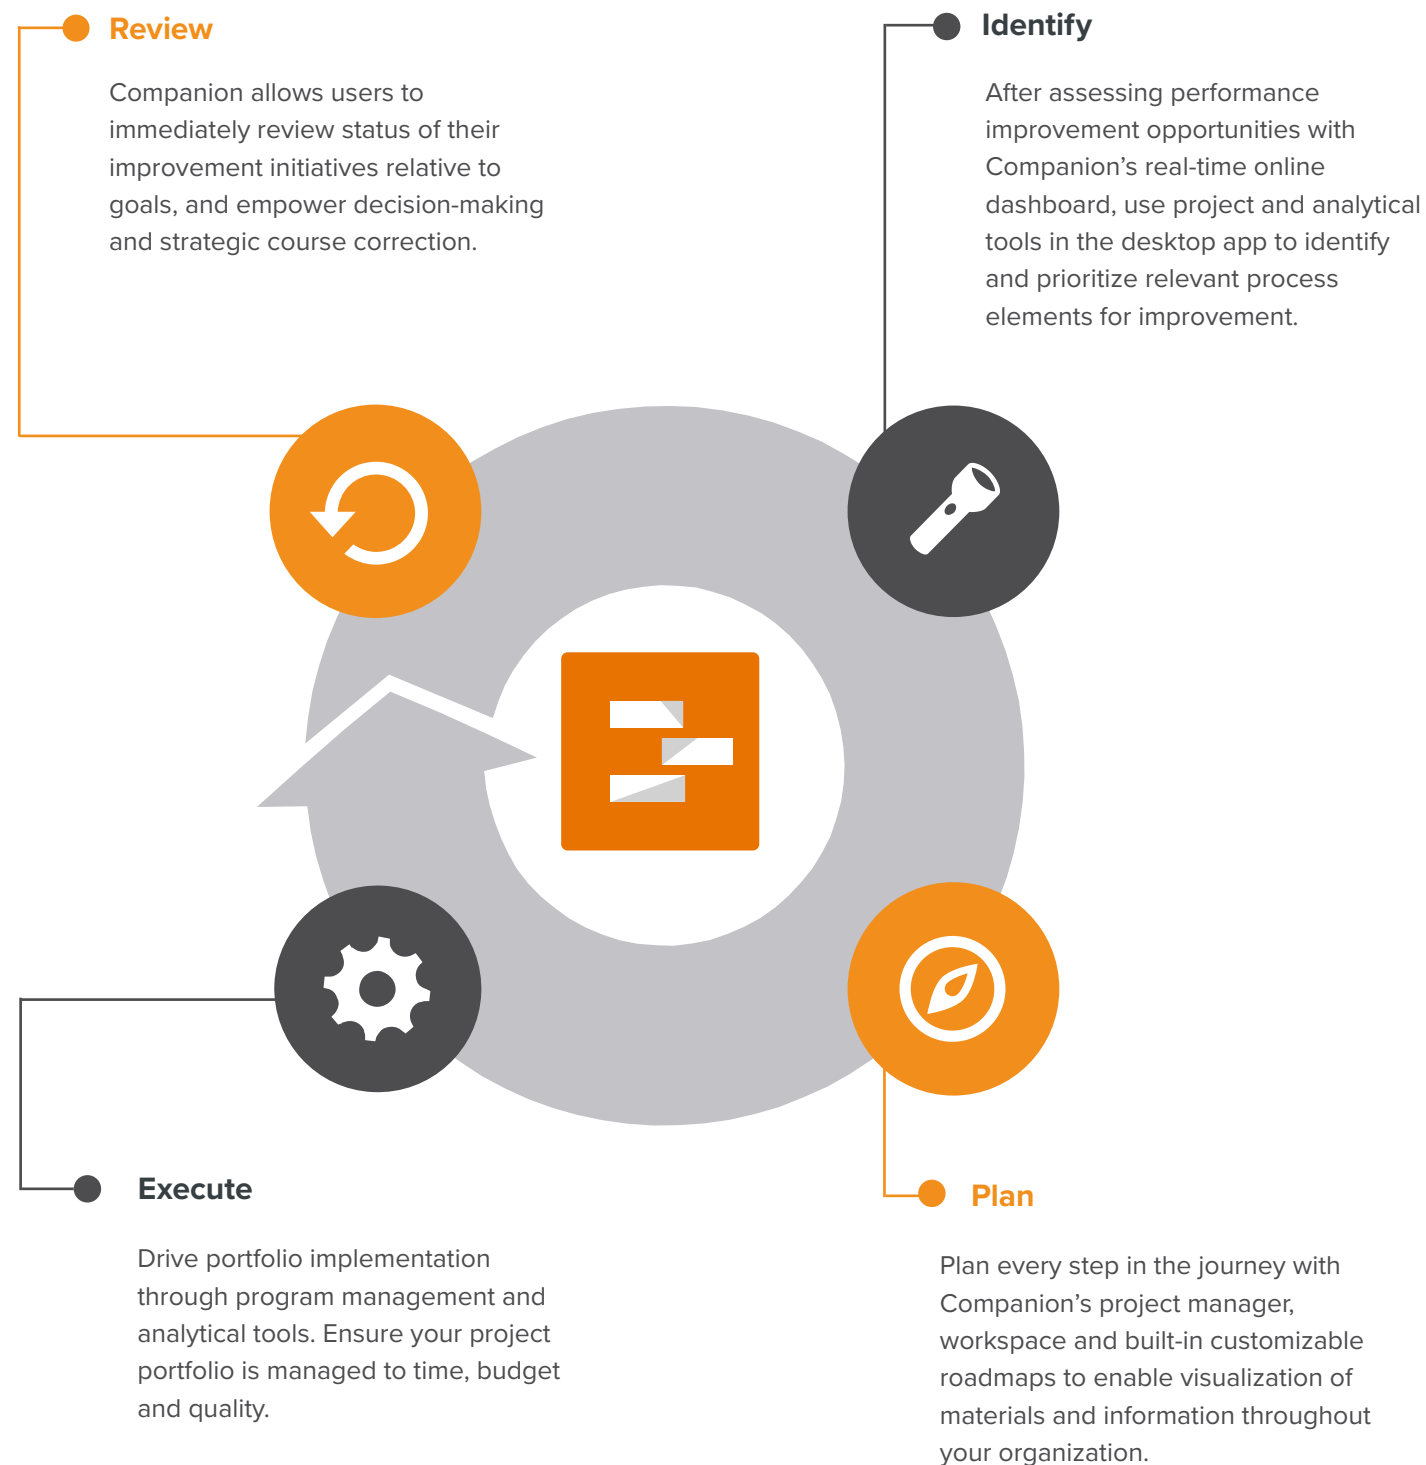 Review
Companion allows users to
immediately review status of their
improvement initiatives relative to
goals, and empower decision-making
and strategic course correction.
Identify
After assessing performance
improvement opportunities with
Companion’s real-time online
dashboard, use project and analytical
tools in the desktop app to identify
and prioritize relevant process
elements for improvement.
Execute
Drive portfolio implementation
through program management and
analytical tools. Ensure your project
portfolio is managed to time, budget
and quality.
Plan
Plan every step in the journey with
Companion’s project manager,
workspace and built-in customizable
roadmaps to enable visualization of
materials and information throughout
your organization.